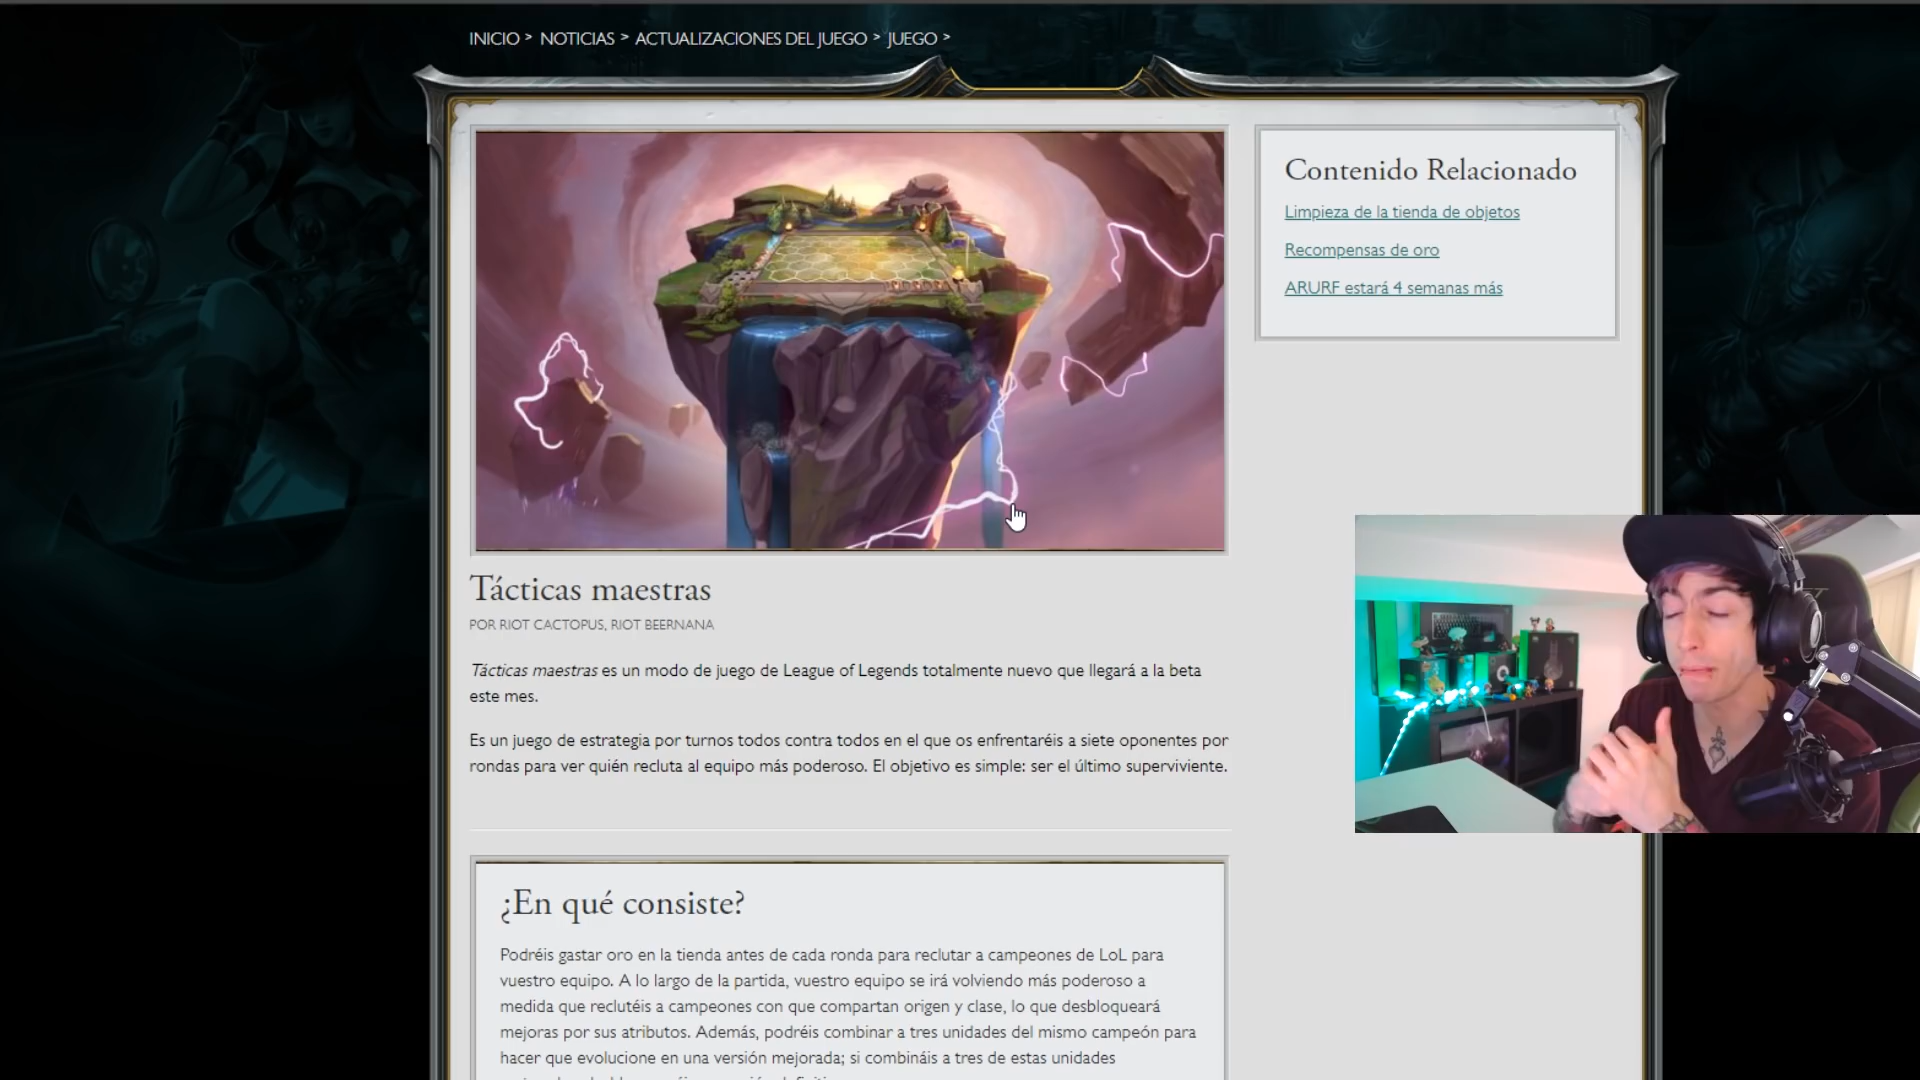 INICIO > NOTICIAS > ACTUALIZACIONES DEL JUEGO > JUEGO >
Contenido Relacionado
Limpieza de la tienda de objetos
Recompensas de oro
ARURF estará 4 semanas más
Tácticas maestras
POR RIOT CACTOPUS, RIOT BEERNANA
Tácticas maestras es un modo de juego de League of Legends totalmente nuevo que llegará a la beta
este mes.
Es un juego de estrategia por turnos todos contra todos en el que os enfrentaréis a siete oponentes por
rondas para ver quién recluta al equipo más poderoso. El objetivo es simple: ser el último superviviente.
¿En qué consiste?
Podréis gastar oro en la tienda antes de cada ronda para reclutar a campeones de LoL para
vuestro equipo. A lo largo de la partida, vuestro equipo se irá volviendo más poderoso a
medida que reclutéis a campeones con que compartan origen y clase, lo que desbloqueará
mejoras por sus atributos. Además, podréis combinar a tres unidades del mismo campeón para
hacer que evolucione en una versión mejorada; si combináis a tres de estas unidades